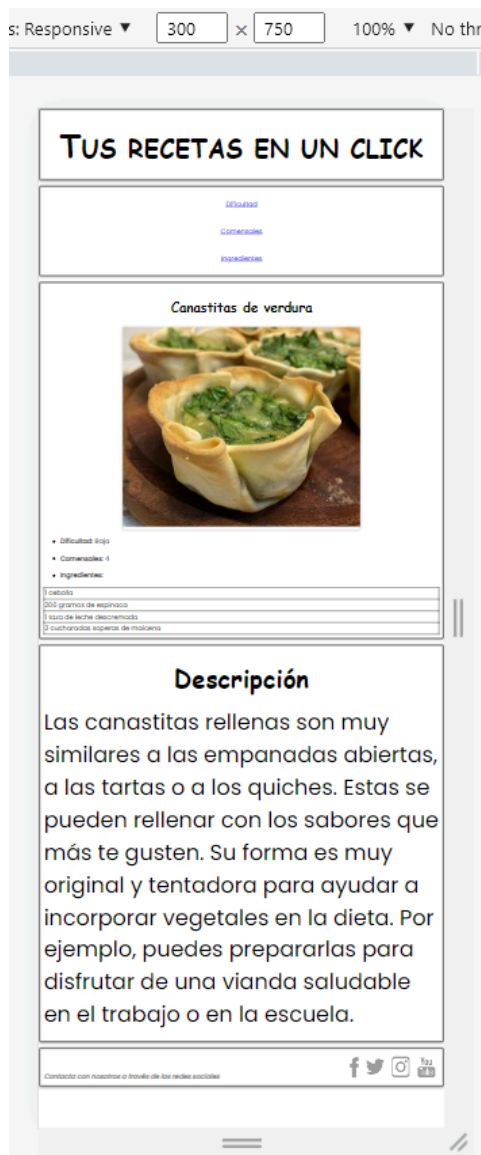 s: Responsive ▼ 300 × 750 100% ▼ No thr
TUS RECETAS EN UN CLICK
Dificultad
Comensales
Ingredientes
Canastitas de verdura
Dificultad: Baja
Comensales: 4
Ingredientes:
1 cebolla
200 gramos de espinaca
1 taza de leche descremada
3 cucharadas soperas de maicena
Descripción
Las canastitas rellenas son muy
similares a las empanadas abiertas,
a las tartas o a los quiches. Estas se
pueden rellenar con los sabores que
más te gusten. Su forma es muy
original y tentadora para ayudar a
incorporar vegetales en la dieta. Por
ejemplo, puedes prepararlas para
disfrutar de una vianda saludable
en el trabajo o en la escuela.
Contacta con nosotros a través de las redes sociales
You